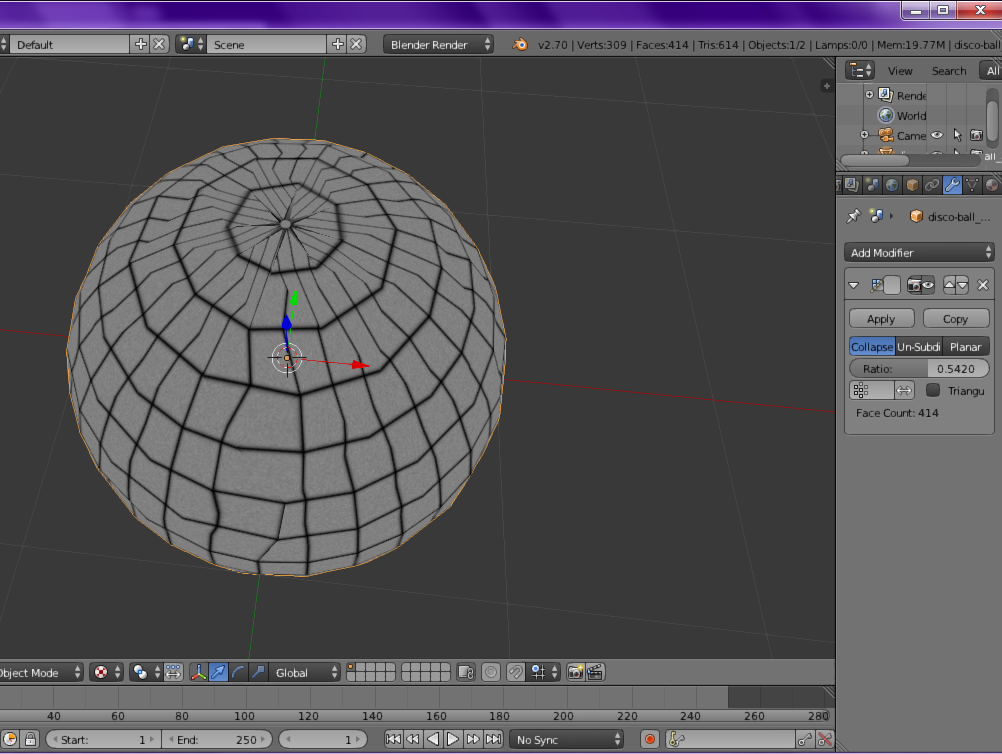 Default Scene Blender Render v2.70 | Verts:309 | Faces:414 | Tris:614 | Objects:1/2 | Lamps:0/0 | Mem:19.77M | disco-ball
View Search All
Rende
World
Came
all_
disco-ball_...
Add Modifier
Apply Copy
Collapse Un-Subdi Planar
Ratio: 0.5420
Triangu
Face Count: 414
Object Mode Global
40 60 80 100 120 140 160 180 200 220 240 260 280
Start: 1 End: 250 1 No Sync